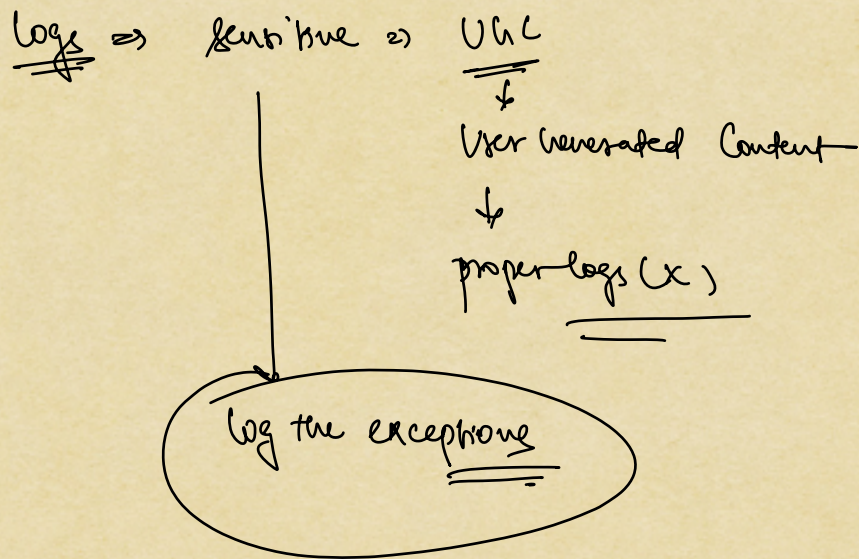 Logs => sensitive => UGC
↓
User Generated Content
↓
proper logs (x)
log the exceptions